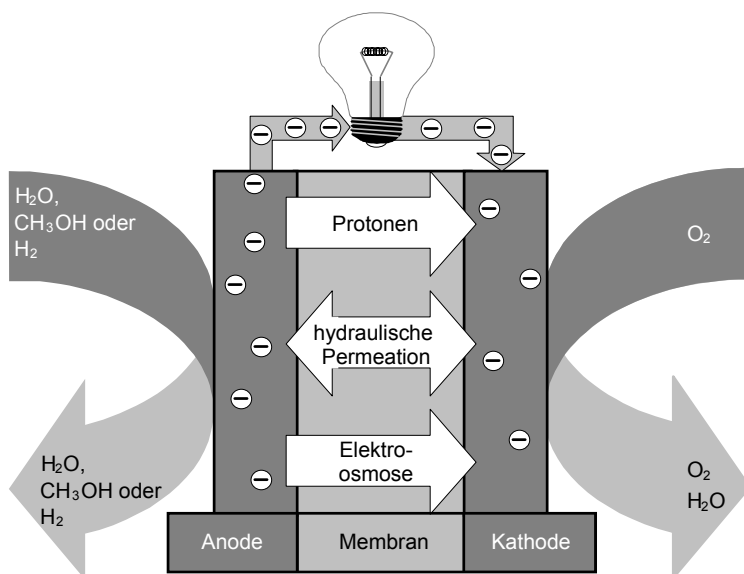 H₂O,
CH₃OH oder
H₂
Protonen
O₂
hydraulische
Permeation
H₂O,
CH₃OH oder
H₂
Elektro-
osmose
O₂
H₂O
Anode
Membran
Kathode